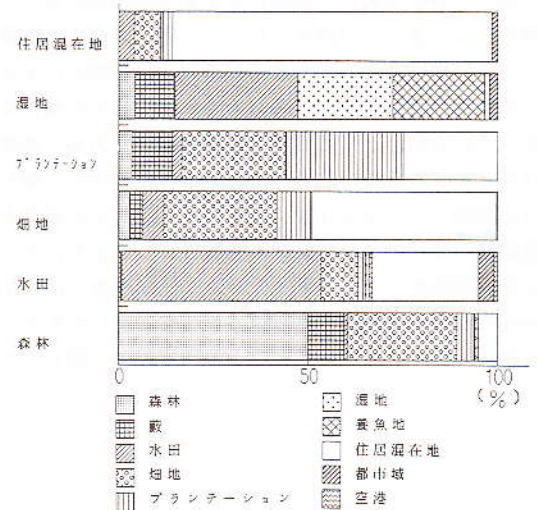 住居混在地
湿地
プランテーション
畑地
水田
森林
0 50 100
(%)
森林
藪
水田
畑地
プランテーション
湿地
養魚地
住居混在地
都市域
空港